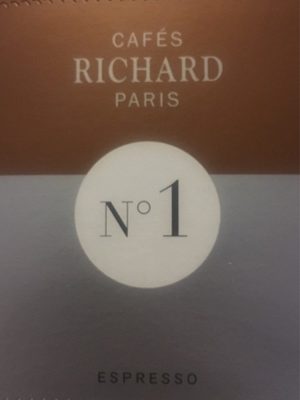 CAFÉS
RICHARD
PARIS
N° 1
ESPRESSO